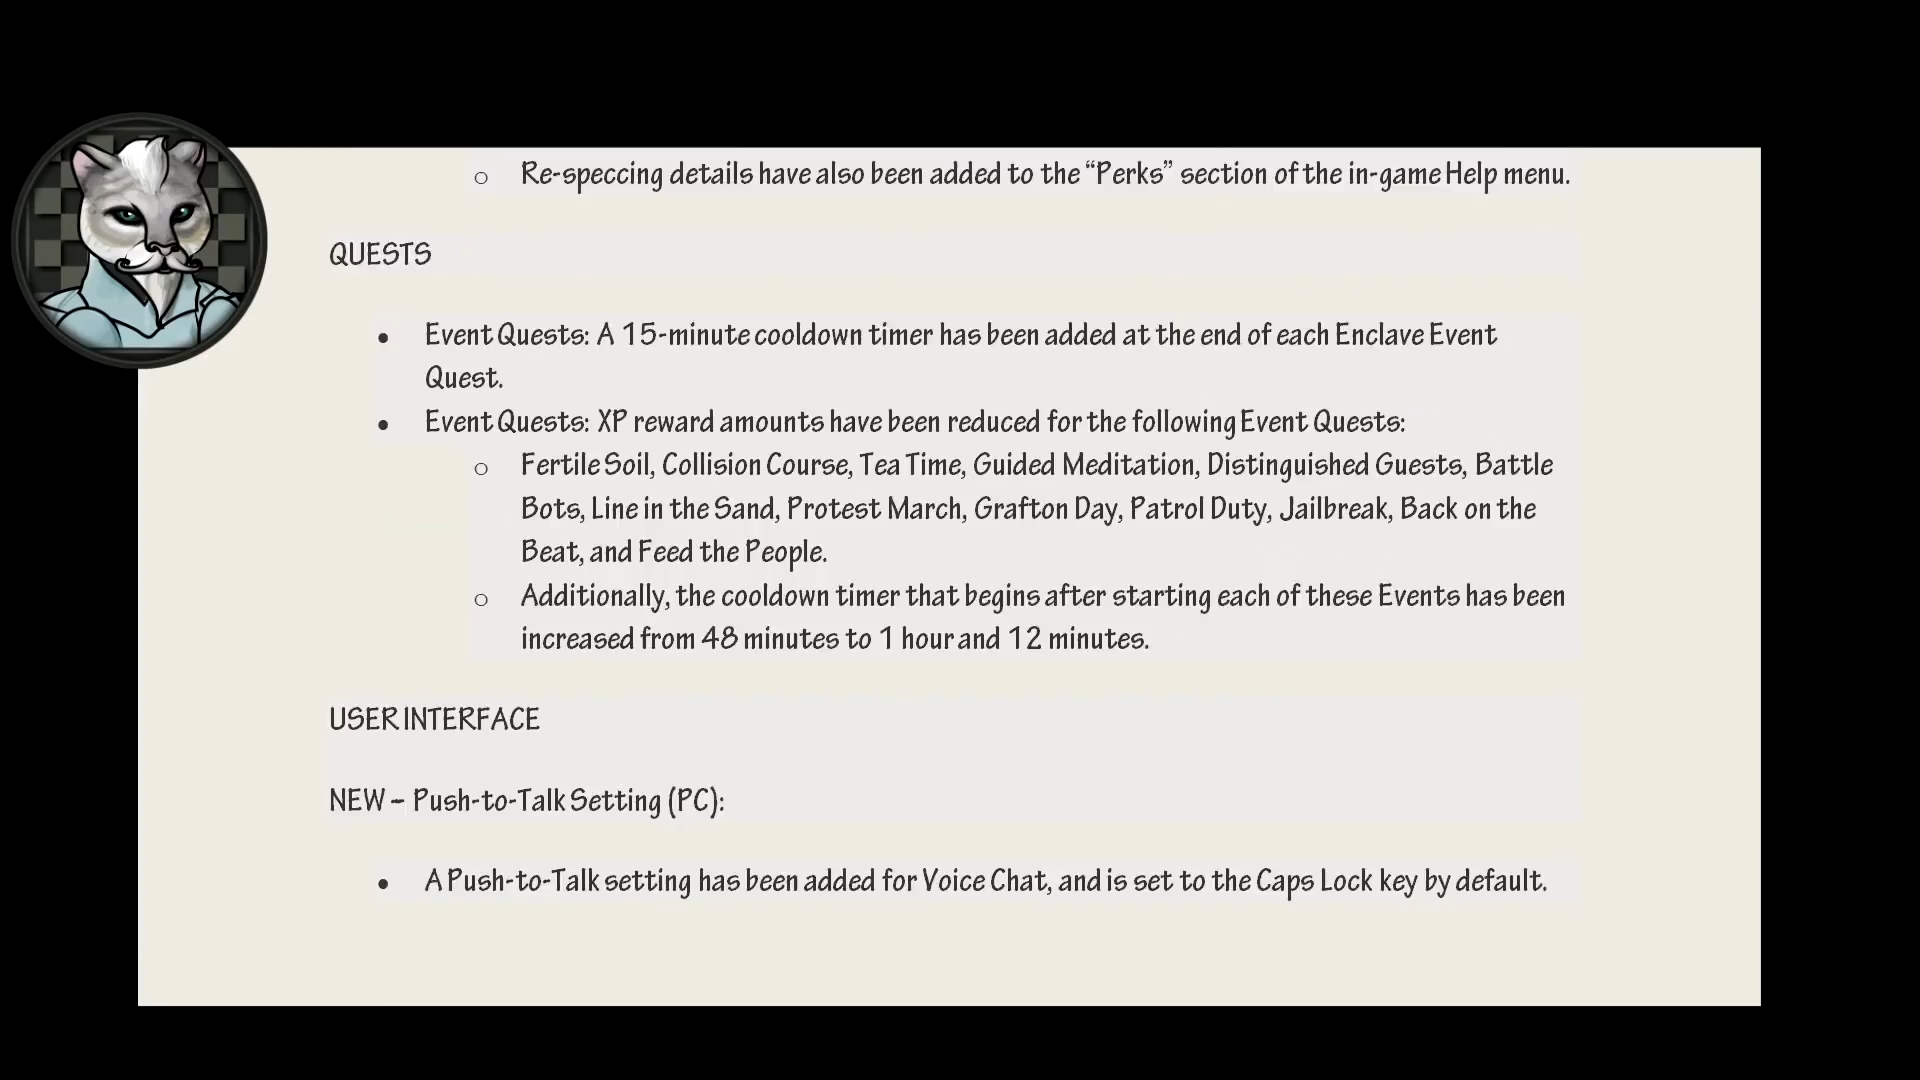 o Re-speccing details have also been added to the “Perks” section of the in-game Help menu.
QUESTS
• Event Quests: A 15-minute cooldown timer has been added at the end of each Enclave Event
Quest.
• Event Quests: XP reward amounts have been reduced for the following Event Quests:
o Fertile Soil, Collision Course, Tea Time, Guided Meditation, Distinguished Guests, Battle
Bots, Line in the Sand, Protest March, Grafton Day, Patrol Duty, Jailbreak, Back on the
Beat, and Feed the People.
o Additionally, the cooldown timer that begins after starting each of these Events has been
increased from 48 minutes to 1 hour and 12 minutes.
USER INTERFACE
NEW – Push-to-Talk Setting (PC):
• A Push-to-Talk setting has been added for Voice Chat, and is set to the Caps Lock key by default.